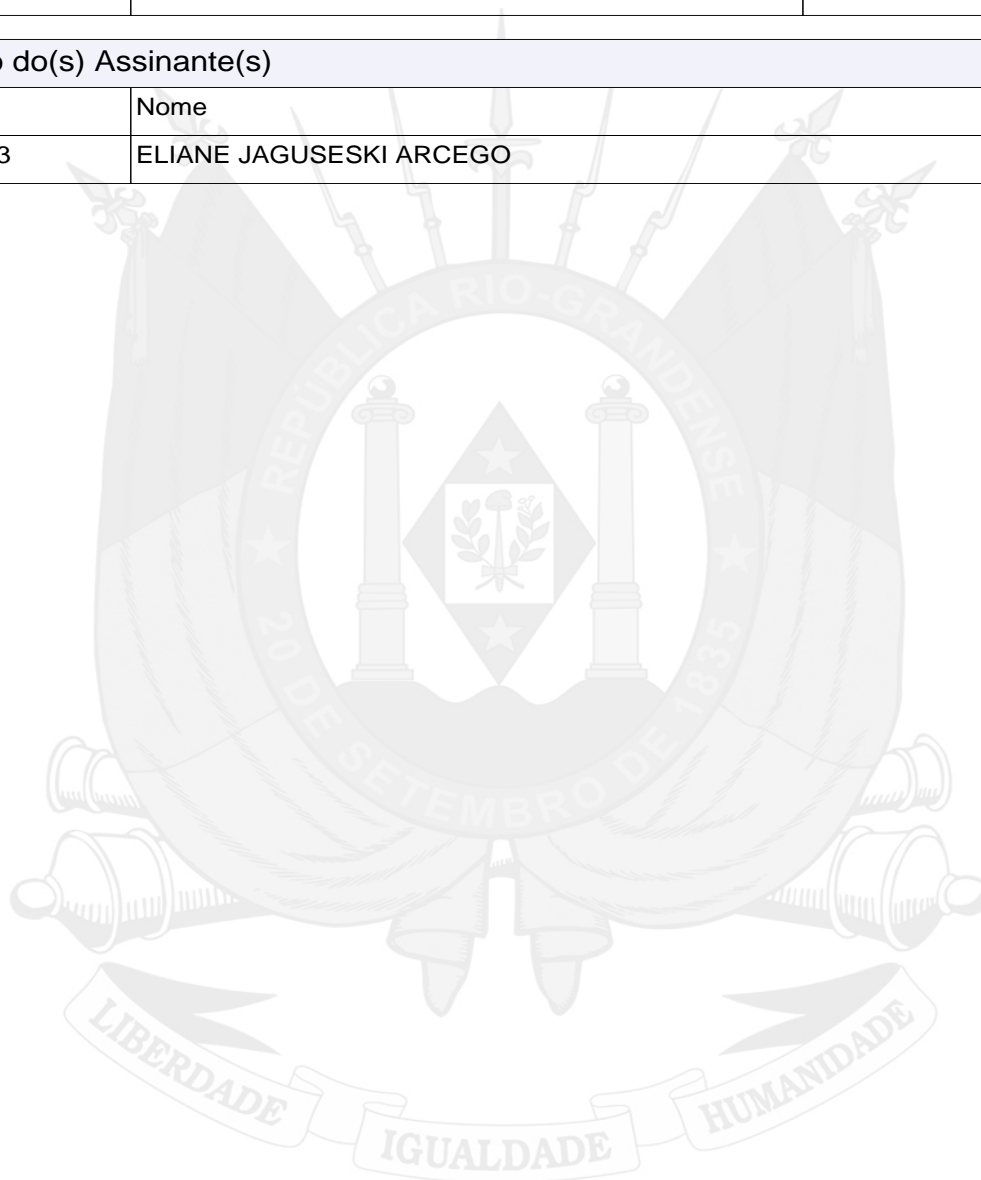 o do(s) Assinante(s)
Nome
3 ELIANE JAGUSESKI ARCEGO
REPÚBLICA RIO-GRANDENSE
★ 20 DE SETEMBRO DE 1835 ★
LIBERDADE IGUALDADE HUMANIDADE